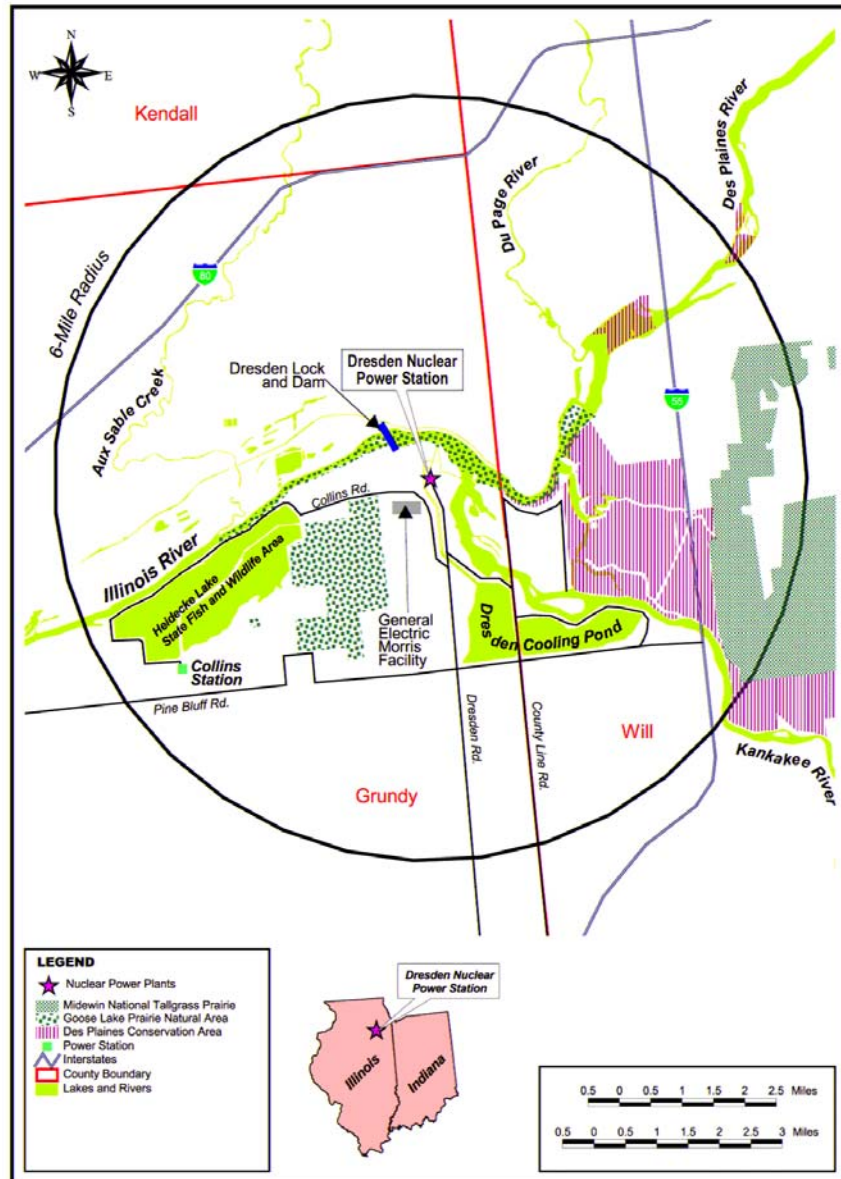 N
W
E
S
Kendall
Des Plaines River
Du Page River
6-Mile Radius
80
Aux Sable Creek
Dresden Lock
and Dam
Dresden Nuclear
Power Station
55
Collins Rd.
Illinois River
Heidecke Lake
State Fish and Wildlife Area
General
Electric
Morris
Facility
Dresden Cooling Pond
Collins
Station
Pine Bluff Rd.
Dresden Rd.
County Line Rd.
Will
Kankakee River
Grundy
LEGEND
Nuclear Power Plants
Midewin National Tallgrass Prairie
Goose Lake Prairie Natural Area
Des Plaines Conservation Area
Power Station
Interstates
County Boundary
Lakes and Rivers
Dresden Nuclear
Power Station
Illinois
Indiana
0.5 0 0.5 1 1.5 2 2.5 Miles
0.5 0 0.5 1 1.5 2 2.5 3 Miles